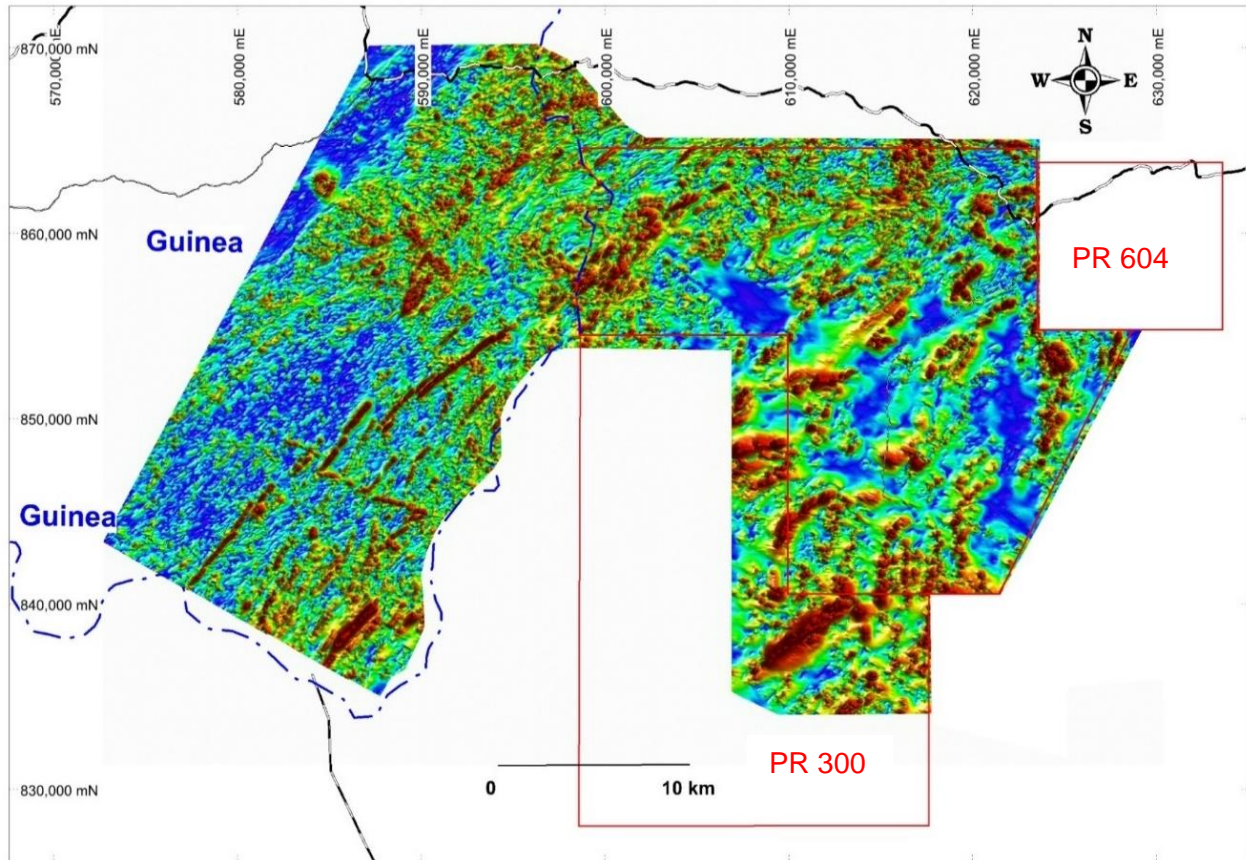 570,000 mE
580,000 mE
590,000 mE
600,000 mE
610,000 mE
620,000 mE
630,000 mE
N
W E
S
870,000 mN
860,000 mN
850,000 mN
840,000 mN
830,000 mN
Guinea
Guinea
PR 604
PR 300
0 10 km